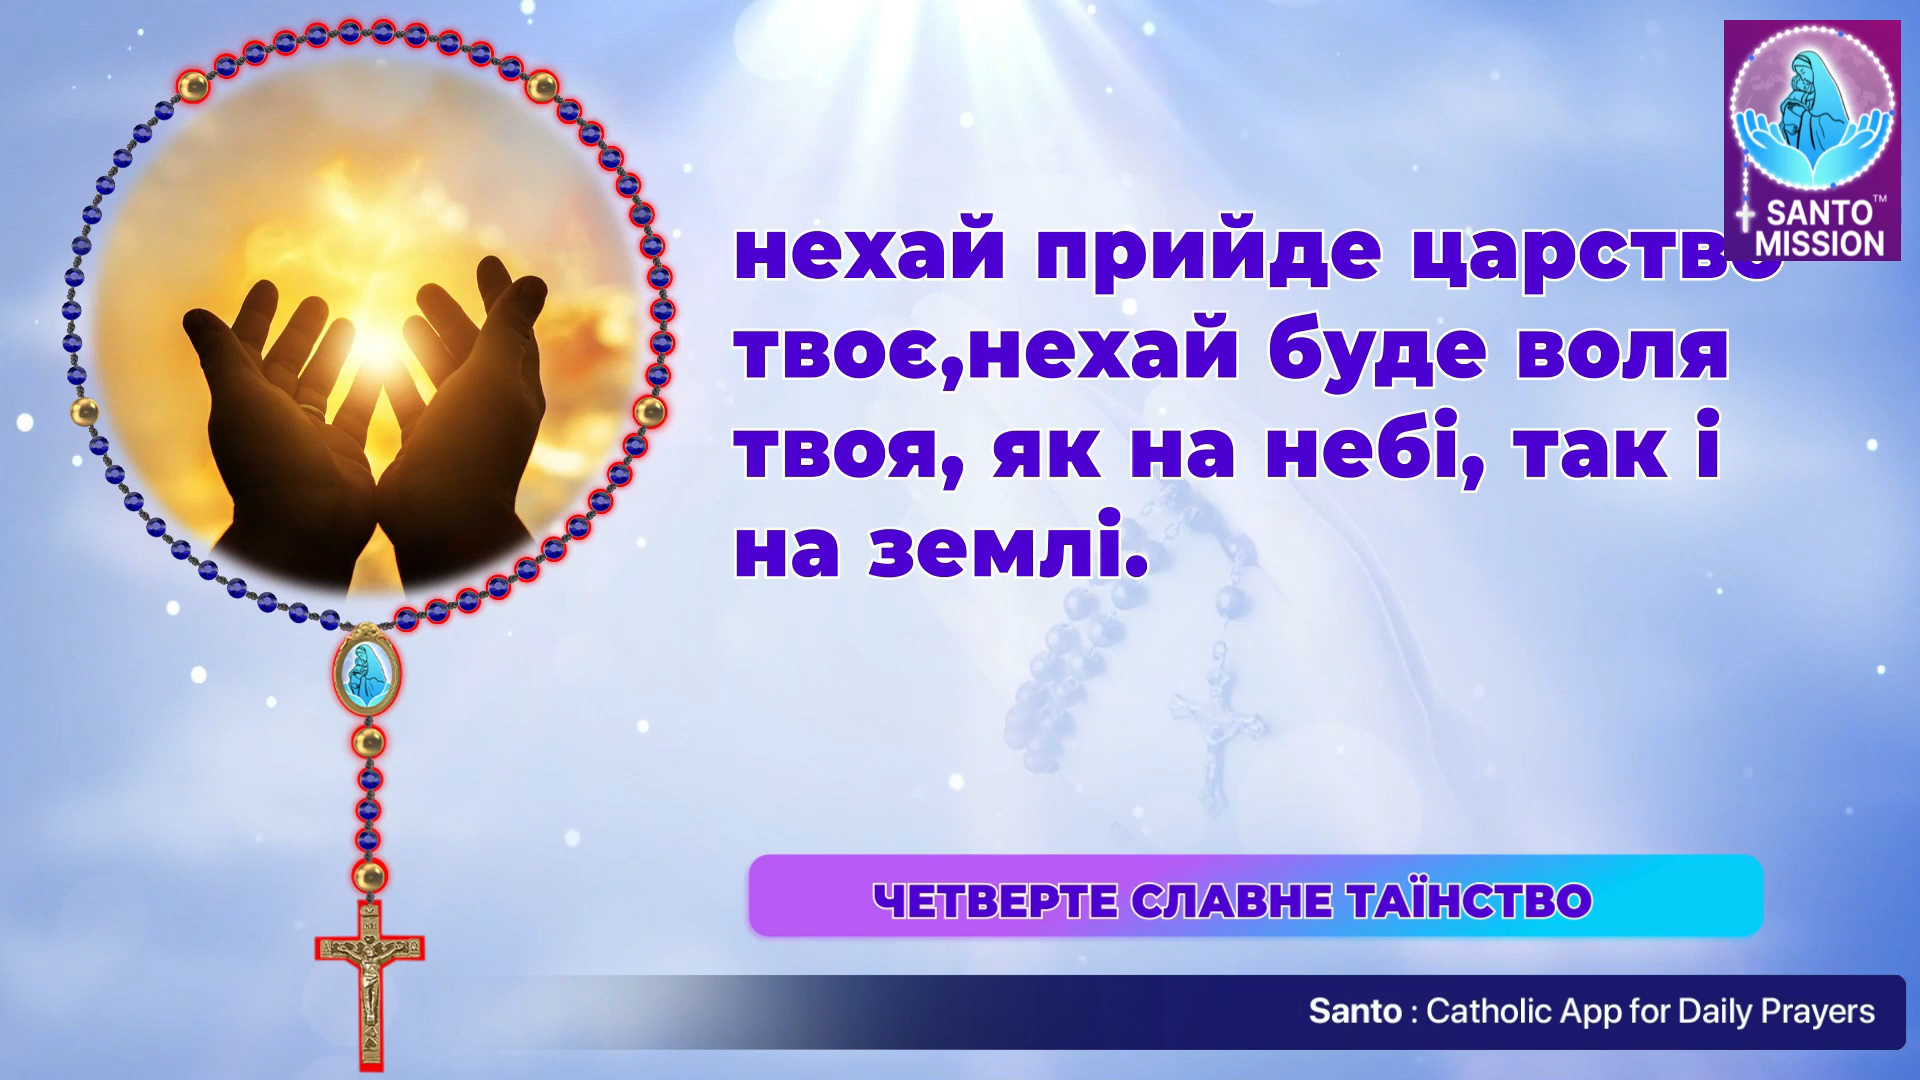 SANTO™
MISSION
нехай прийде царство
твоє,нехай буде воля
твоя, як на небі, так і
на землі.
ЧЕТВЕРТЕ СЛАВНЕ ТАЇНСТВО
Santo : Catholic App for Daily Prayers